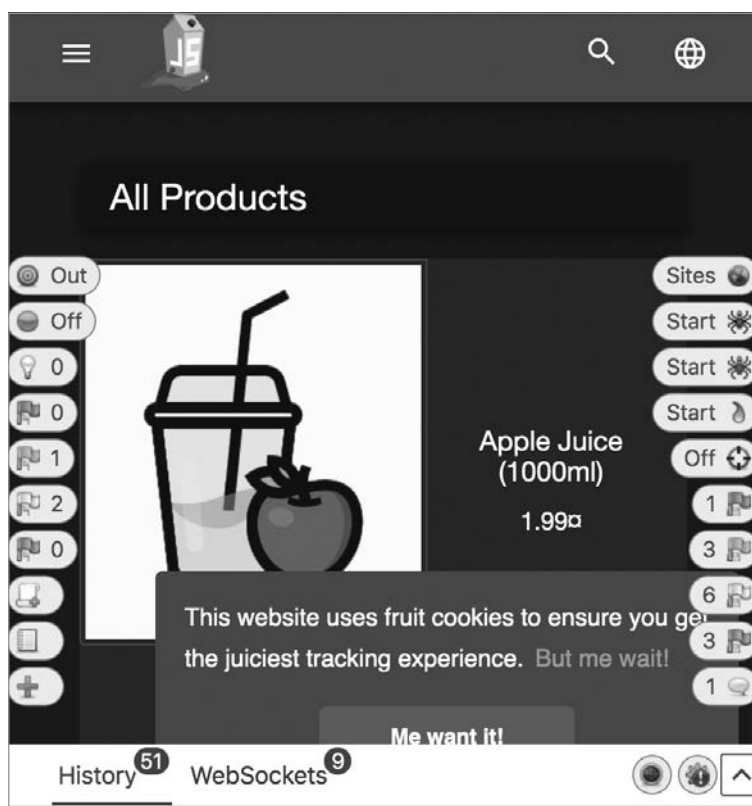 JS
All Products
Out
Sites
Off
Start
0
Start
0
Start
1
Apple Juice
(1000ml)
Off
2
1.99¤
1
0
3
This website uses fruit cookies to ensure you get
6
the juiciest tracking experience. But me wait!
3
1
Me want it!
History 51 WebSockets 9